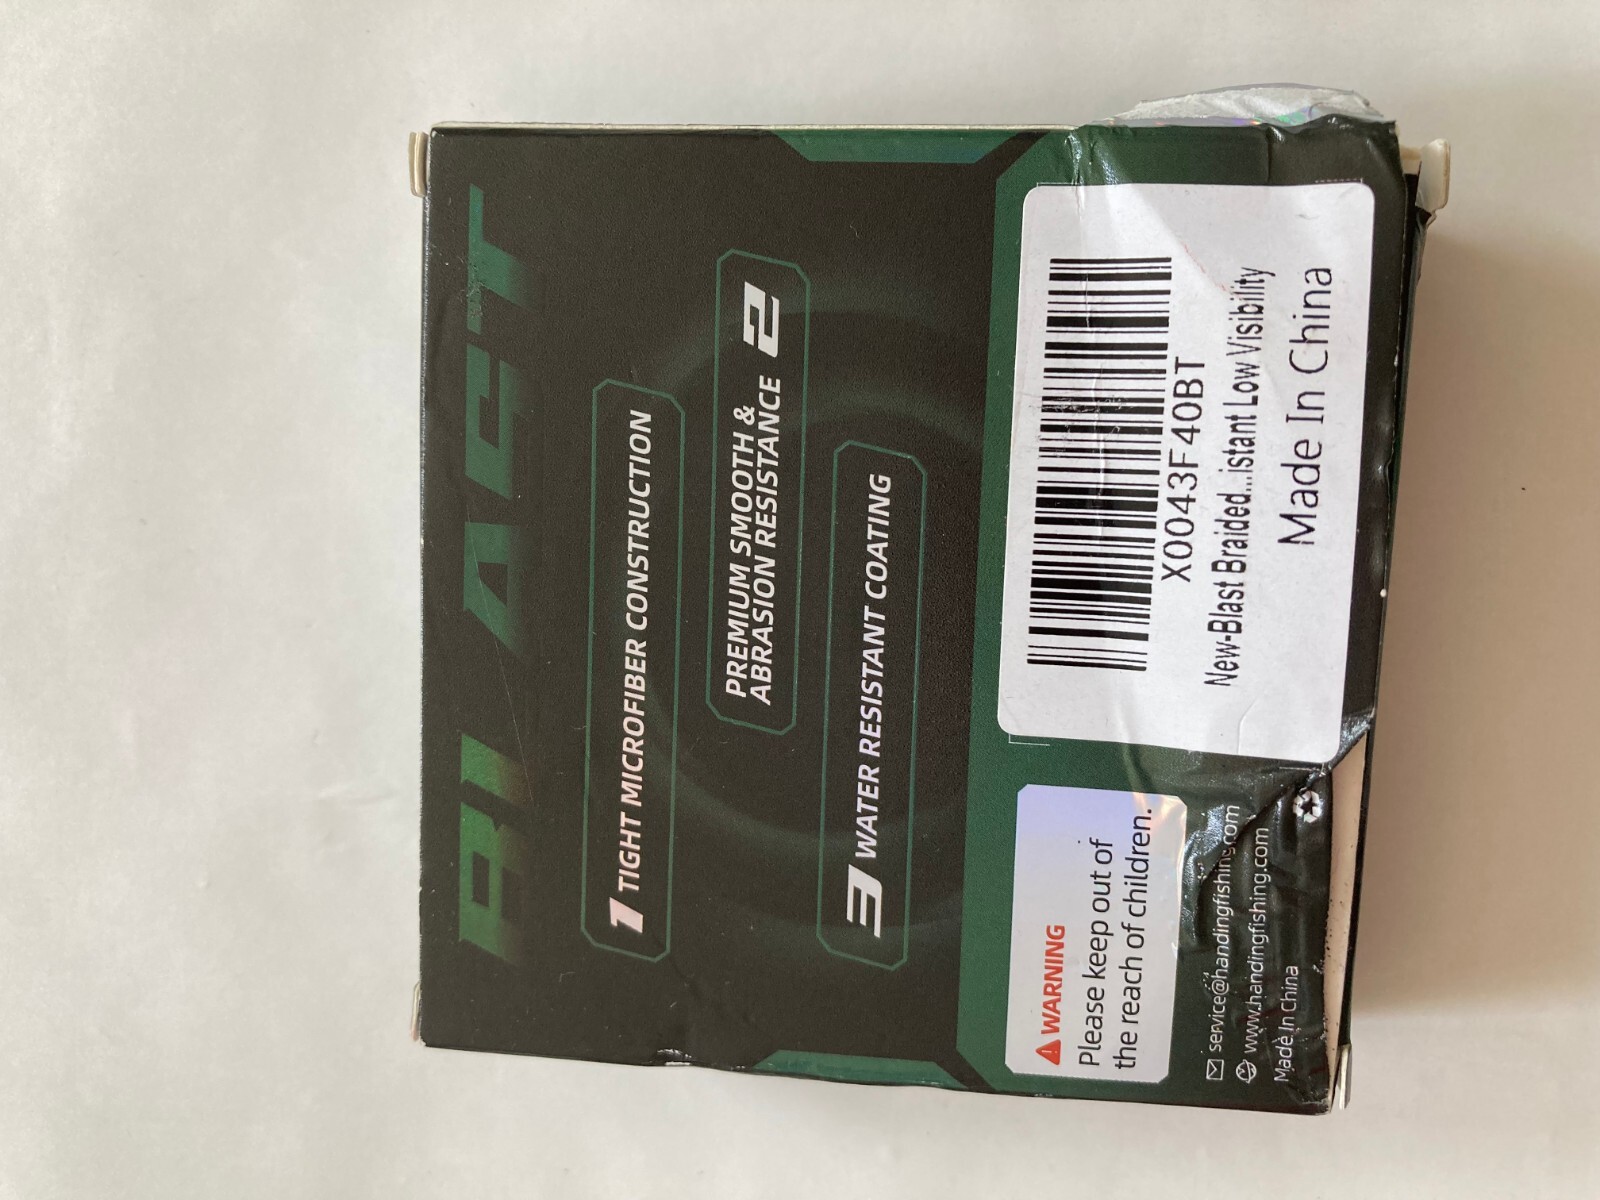 BLAST
1 TIGHT MICROFIBER CONSTRUCTION
PREMIUM SMOOTH &
ABRASION RESISTANCE 2
3 WATER RESISTANT COATING
WARNING
Please keep out of
the reach of children.
service@handingfishing.com
www.handingfishing.com
Made In China
X0043F40BT
New-Blast Braided...istant Low Visibility
Made In China